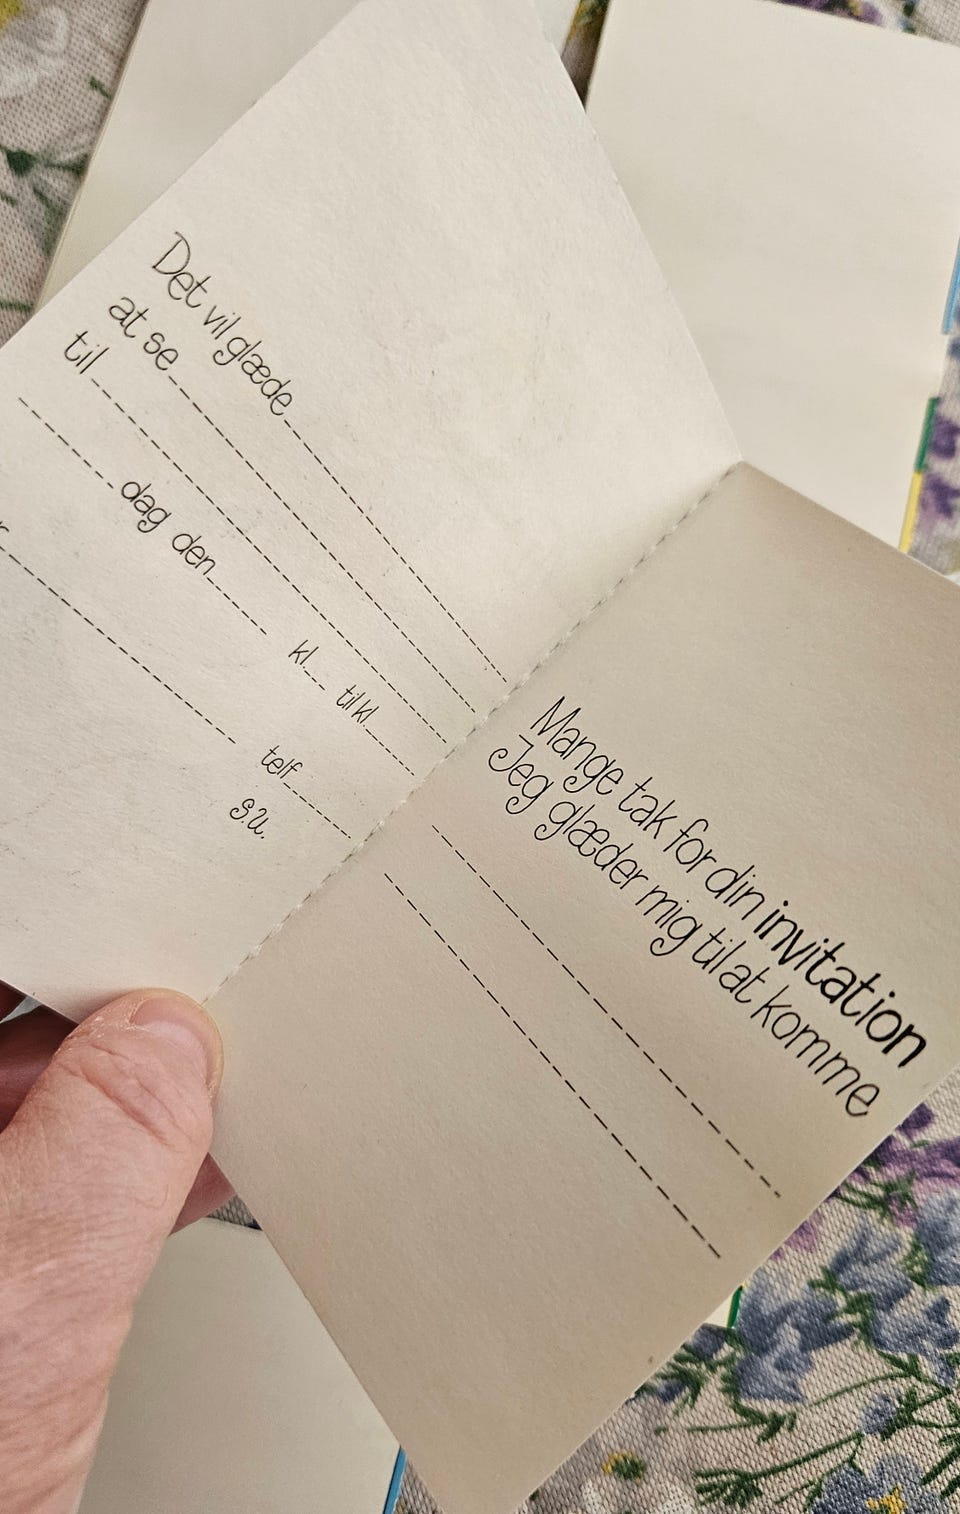 Det vil glæde
at se
til
dag den
kl. til kl.
telf.
S.U.
Mange tak for din invitation
Jeg glæder mig til at komme